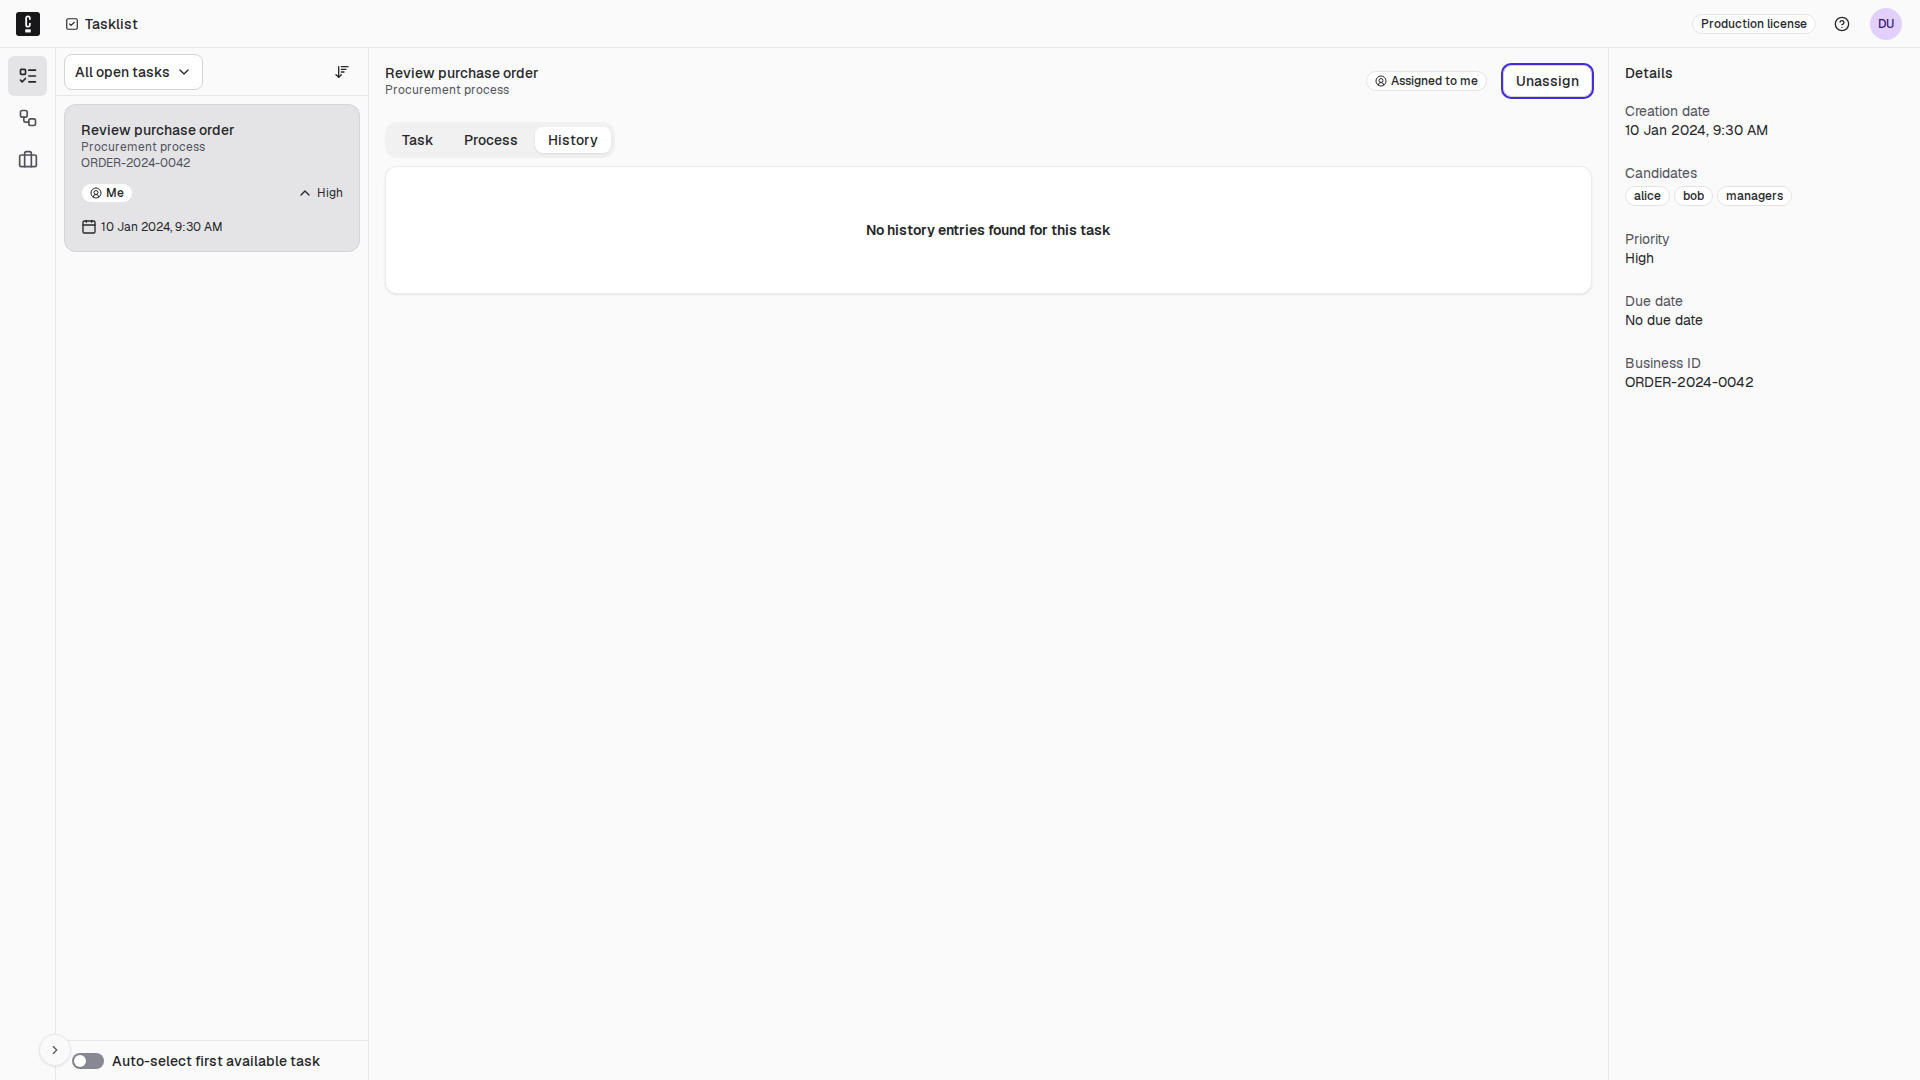 Tasklist
Production license
DU
All open tasks
Review purchase order
Procurement process
ORDER-2024-0042
Me
High
10 Jan 2024, 9:30 AM
Auto-select first available task
Review purchase order
Procurement process
Assigned to me
Unassign
Task
Process
History
No history entries found for this task
Details
Creation date
10 Jan 2024, 9:30 AM
Candidates
alice
bob
managers
Priority
High
Due date
No due date
Business ID
ORDER-2024-0042